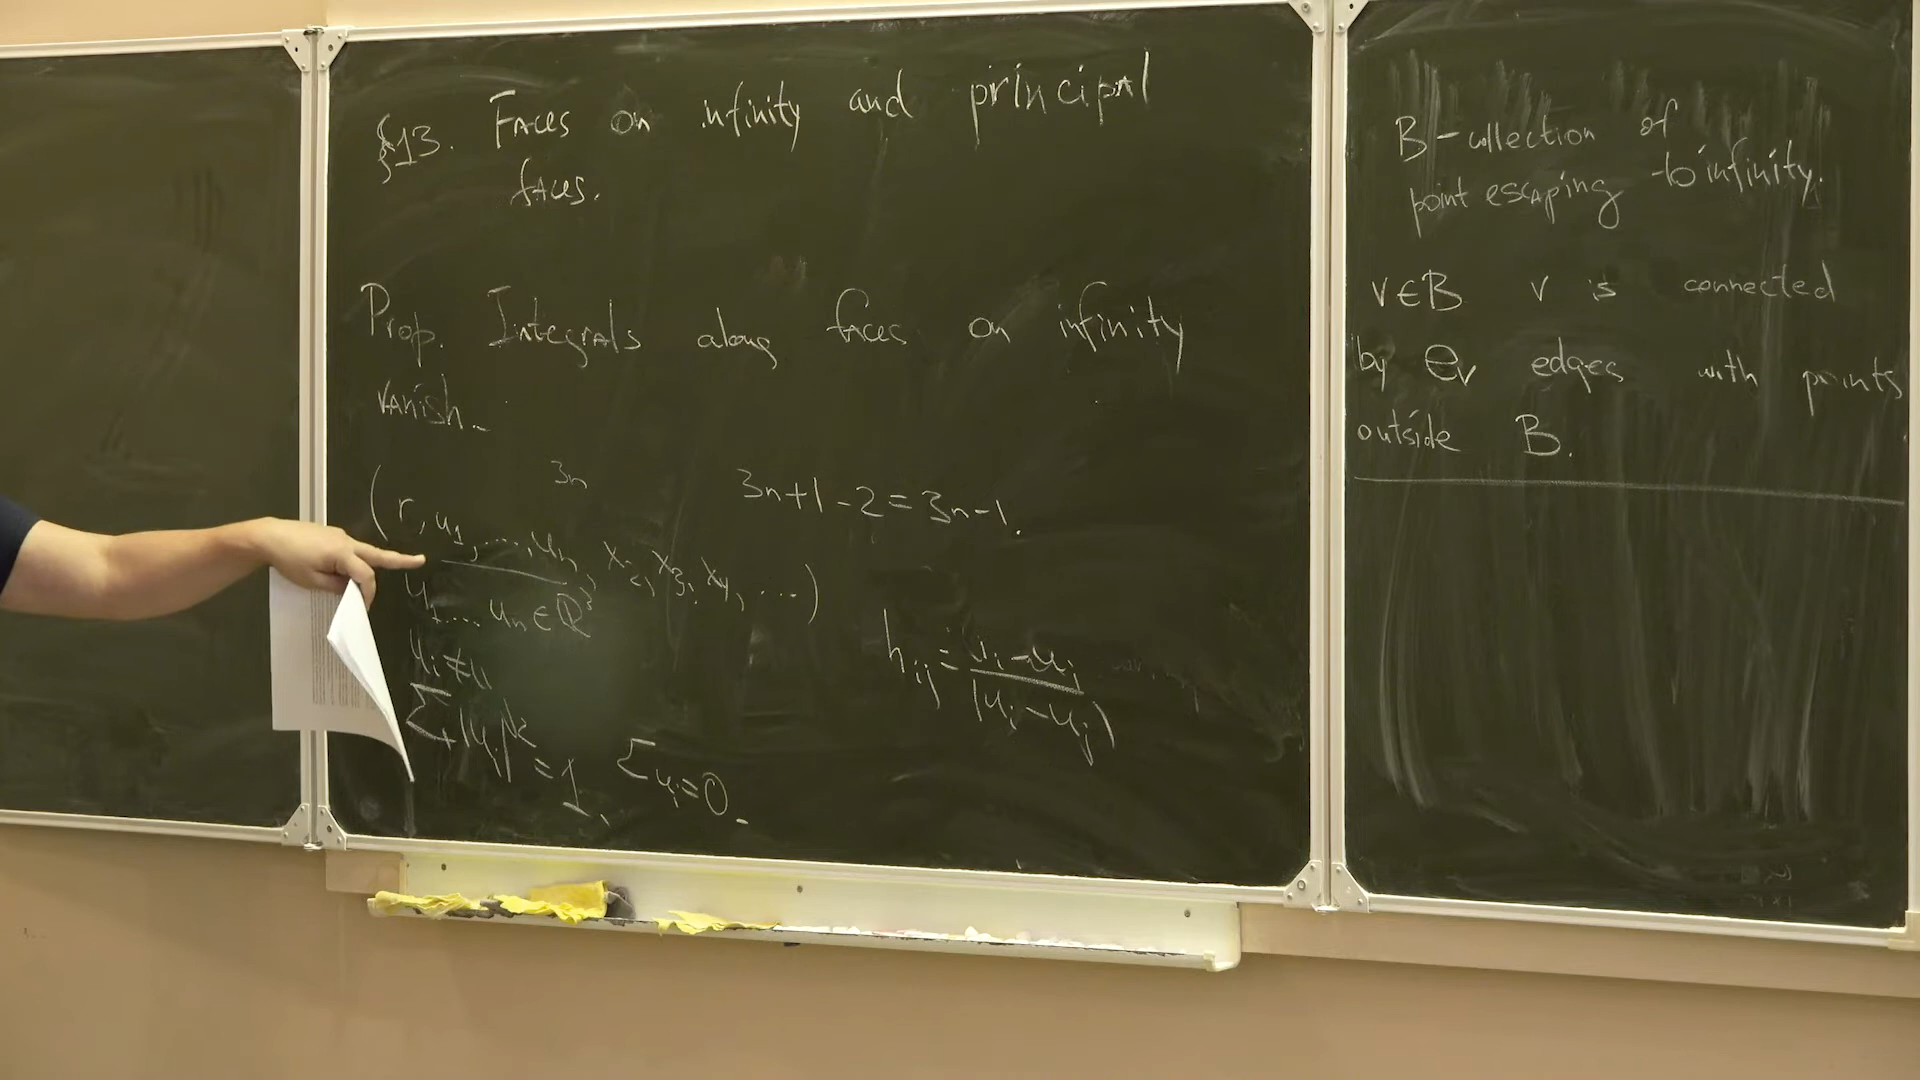 §13. Faces on infinity and principal
faces.
Prop. Integrals along faces on infinity
vanish.
3n 3n+1-2=3n-1.
(r, u₁, ..., uₙ, x₂, x₃, x₄, ...)
u₁... uₙ ∈ ℝ³
uᵢ ≠ u
Σ|uᵢ|² = 1, Σuᵢ=0.
hᵢⱼ = (uᵢ-uⱼ)/|uᵢ-uⱼ|
B-collection of
point escaping to infinity.
v∈B v is connected
by eᵥ edges with points
outside B.